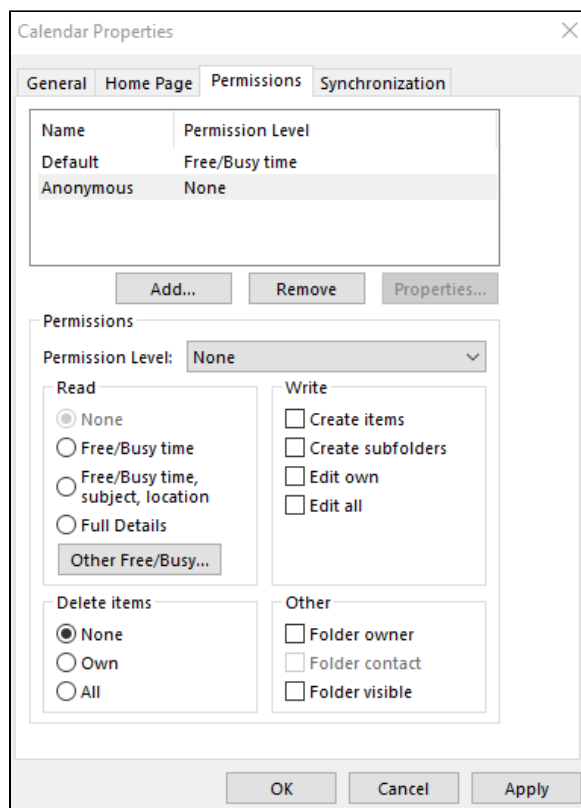 Calendar Properties
General Home Page Permissions Synchronization
Name Permission Level
Default Free/Busy time
Anonymous None
Add... Remove Properties...
Permissions
Permission Level: None
Read
None
Free/Busy time
Free/Busy time,
subject, location
Full Details
Other Free/Busy...
Write
Create items
Create subfolders
Edit own
Edit all
Delete items
None
Own
All
Other
Folder owner
Folder contact
Folder visible
OK Cancel Apply